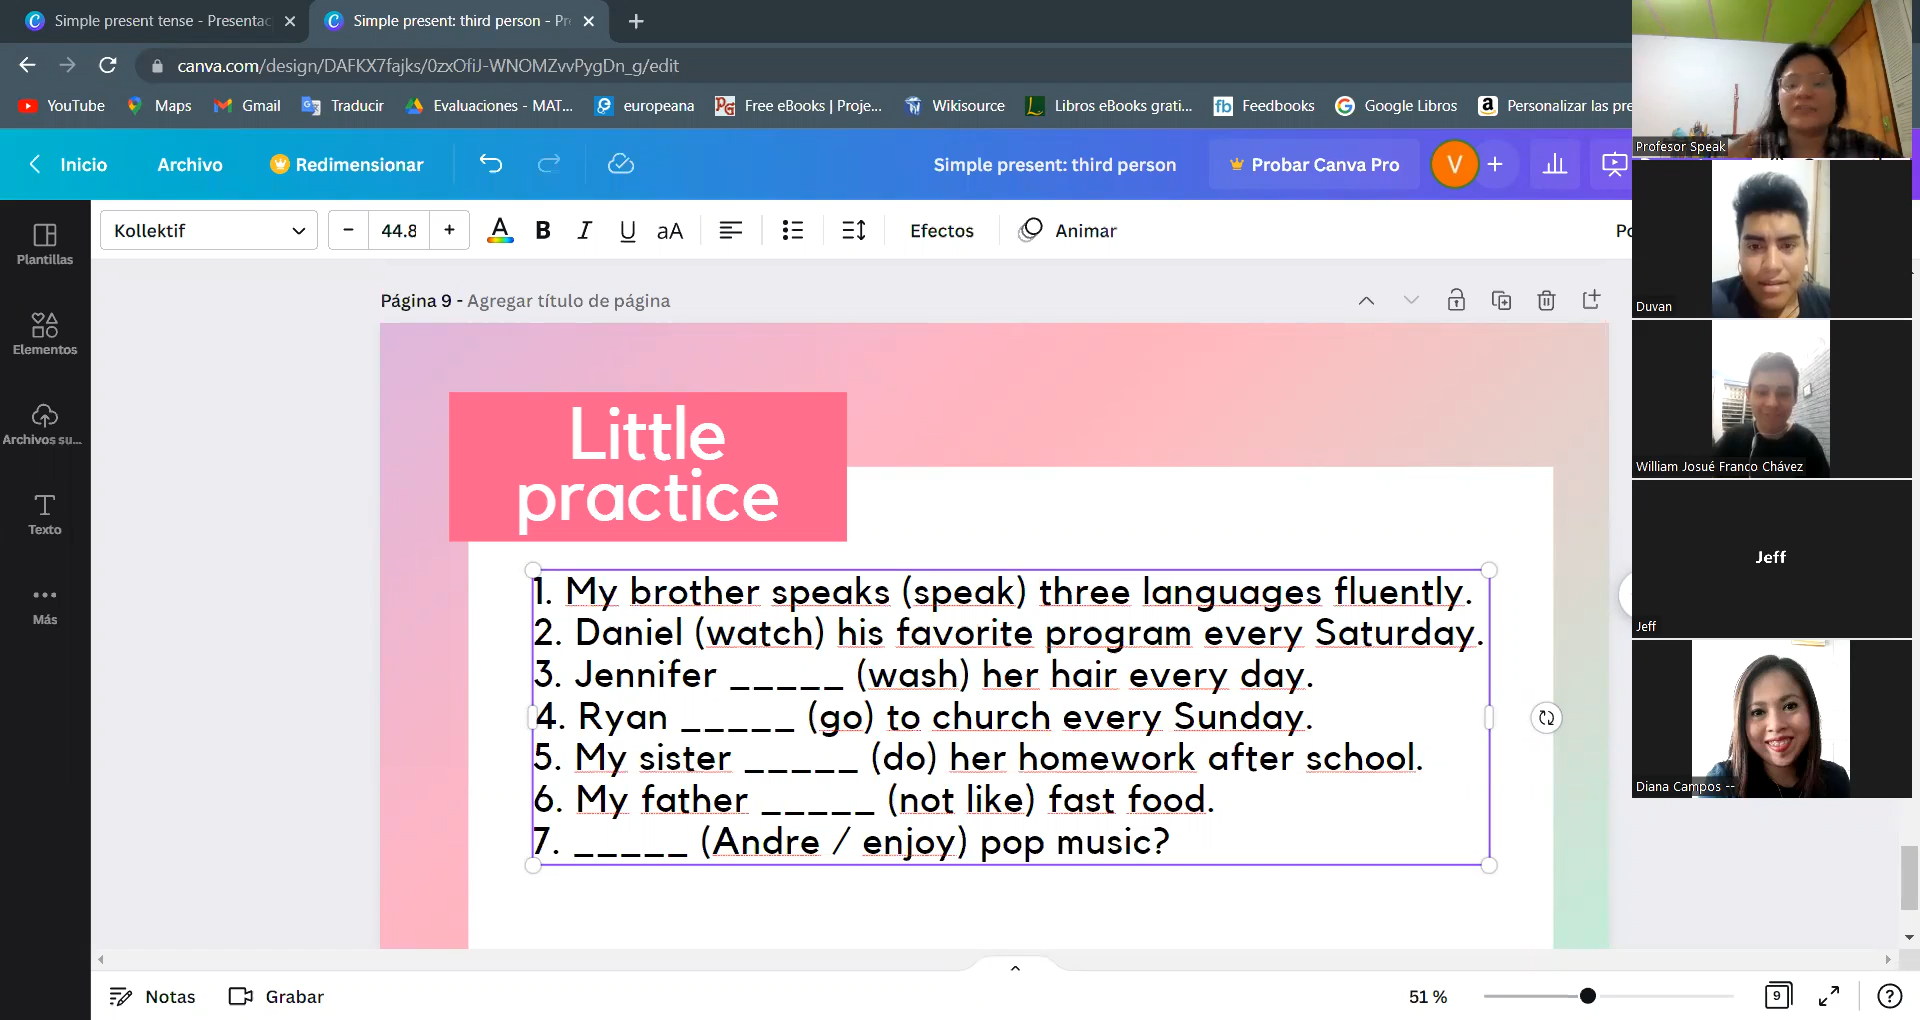 Simple present tense - Presentac
Simple present: third person - Pr
canva.com/design/DAFKX7fajks/0zxOfiJ-WNOMZvvPygDn_g/edit
YouTube Maps Gmail Traducir Evaluaciones - MAT... europeana Free eBooks | Proje... Wikisource Libros eBooks grati... Feedbooks Google Libros Personalizar las pre
Inicio Archivo Redimensionar Simple present: third person Probar Canva Pro V
Kollektif 44.8 A B I U aA Efectos Animar Po
Plantillas
Elementos
Archivos su...
Texto
Más
Página 9 - Agregar título de página
Little
practice
1. My brother speaks (speak) three languages fluently.
2. Daniel (watch) his favorite program every Saturday.
3. Jennifer _____ (wash) her hair every day.
4. Ryan _____ (go) to church every Sunday.
5. My sister _____ (do) her homework after school.
6. My father _____ (not like) fast food.
7. _____ (Andre / enjoy) pop music?
Profesor Speak
Duvan
William Josué Franco Chávez
Jeff
Jeff
Diana Campos --
Notas Grabar 51 % 9